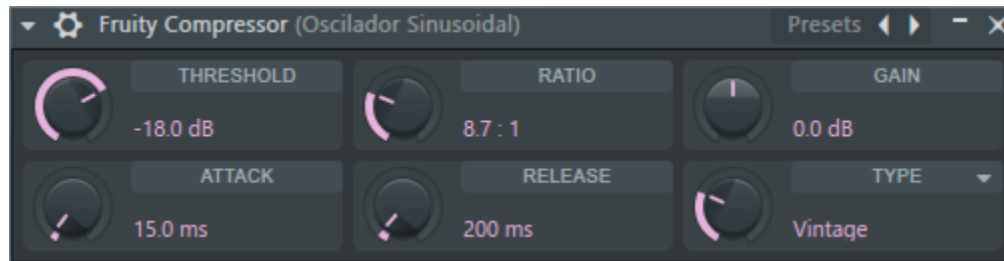 Fruity Compressor (Oscilador Sinusoidal) Presets
THRESHOLD RATIO GAIN
-18.0 dB 8.7 : 1 0.0 dB
ATTACK RELEASE TYPE
15.0 ms 200 ms Vintage